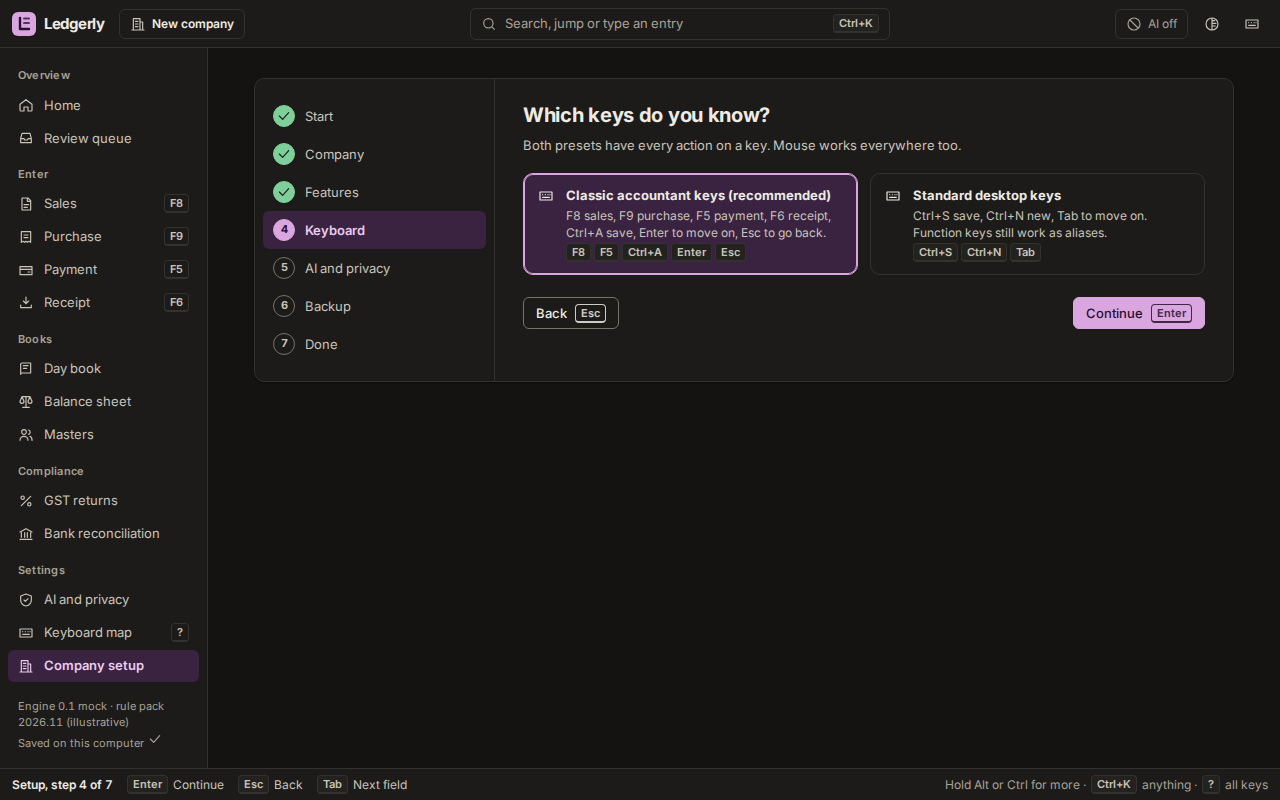 Ledgerly
New company
Search, jump or type an entry
Ctrl+K
AI off
Overview
Home
Review queue
Enter
Sales F8
Purchase F9
Payment F5
Receipt F6
Books
Day book
Balance sheet
Masters
Compliance
GST returns
Bank reconciliation
Settings
AI and privacy
Keyboard map ?
Company setup
Engine 0.1 mock · rule pack
2026.11 (illustrative)
Saved on this computer
Start
Company
Features
4 Keyboard
5 AI and privacy
6 Backup
7 Done
Which keys do you know?
Both presets have every action on a key. Mouse works everywhere too.
Classic accountant keys (recommended)
F8 sales, F9 purchase, F5 payment, F6 receipt,
Ctrl+A save, Enter to move on, Esc to go back.
F8 F5 Ctrl+A Enter Esc
Standard desktop keys
Ctrl+S save, Ctrl+N new, Tab to move on.
Function keys still work as aliases.
Ctrl+S Ctrl+N Tab
Back Esc
Continue Enter
Setup, step 4 of 7 Enter Continue Esc Back Tab Next field
Hold Alt or Ctrl for more · Ctrl+K anything · ? all keys